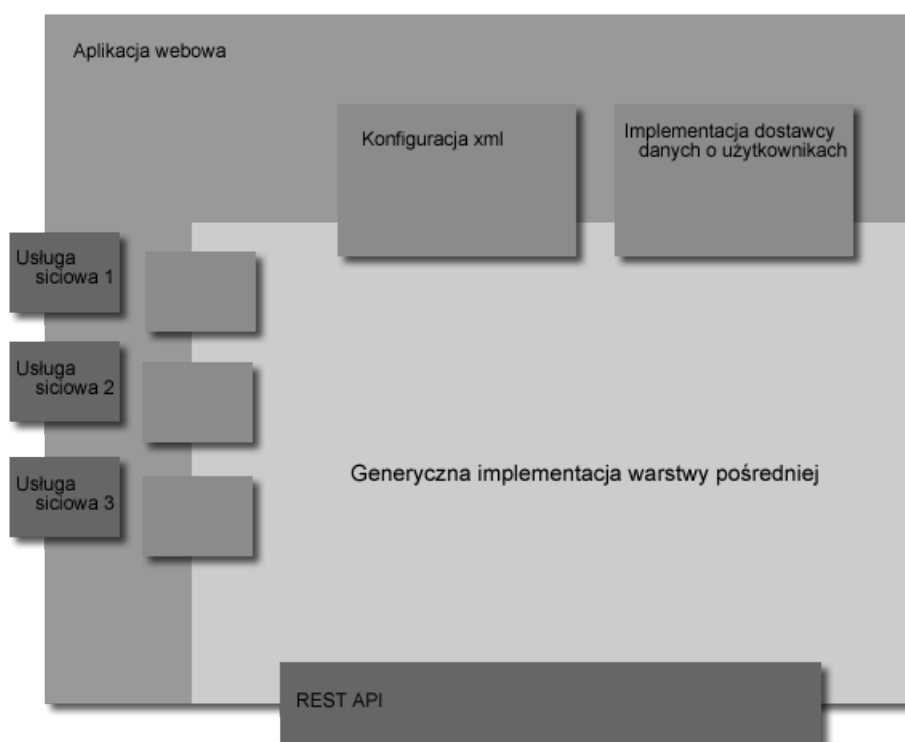 Aplikacja webowa
Konfiguracja xml
Implementacja dostawcy
danych o użytkownikach
Usługa
siciowa 1
Usługa
siciowa 2
Usługa
siciowa 3
Generyczna implementacja warstwy pośredniej
REST API